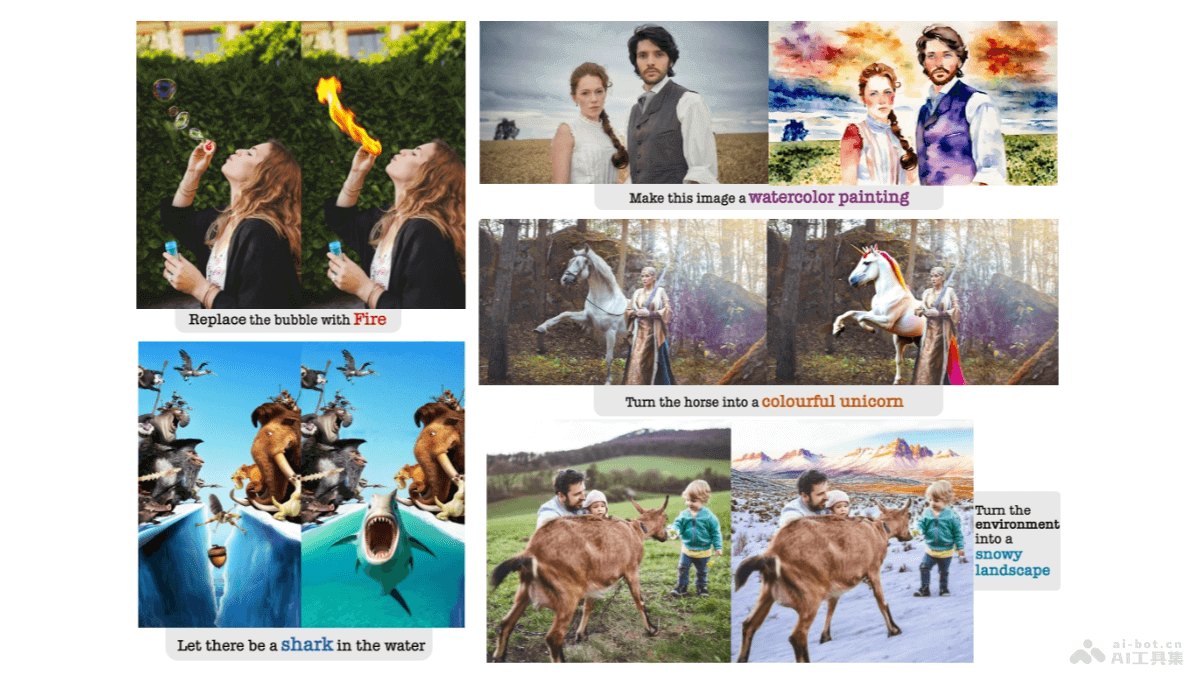 Replace the bubble with Fire
Let there be a shark in the water
Make this image a watercolor painting
Turn the horse into a colourful unicorn
Turn the
environment
into a
snowy
landscape
ai-bot.cn
AI工具集